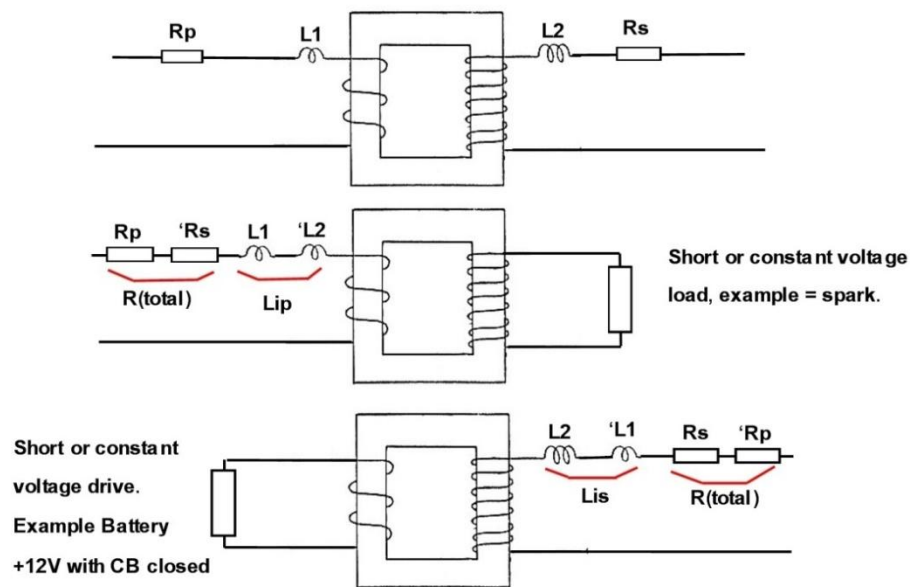 Rp L1 L2 Rs
Rp ‘Rs L1 ‘L2
R(total) Lip
Short or constant voltage
load, example = spark.
Short or constant
voltage drive.
Example Battery
+12V with CB closed
L2 ‘L1 Rs ‘Rp
Lis R(total)